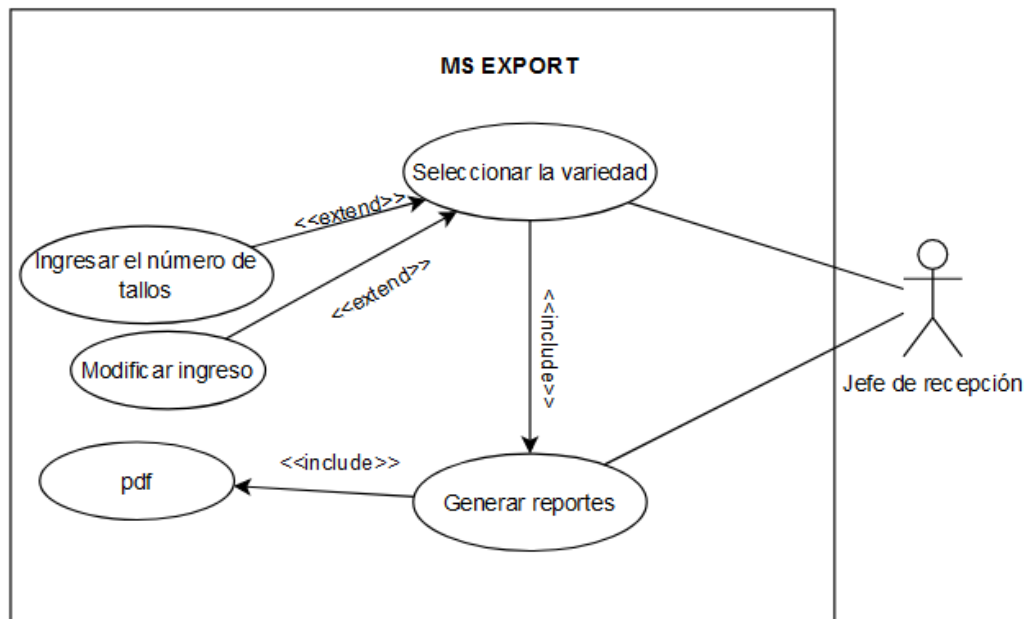 MS EXPORT
Seleccionar la variedad
<<extend>>
Ingresar el número de
tallos
<<extend>>
Modificar ingreso
<<include>>
Jefe de recepción
<<include>>
pdf
Generar reportes